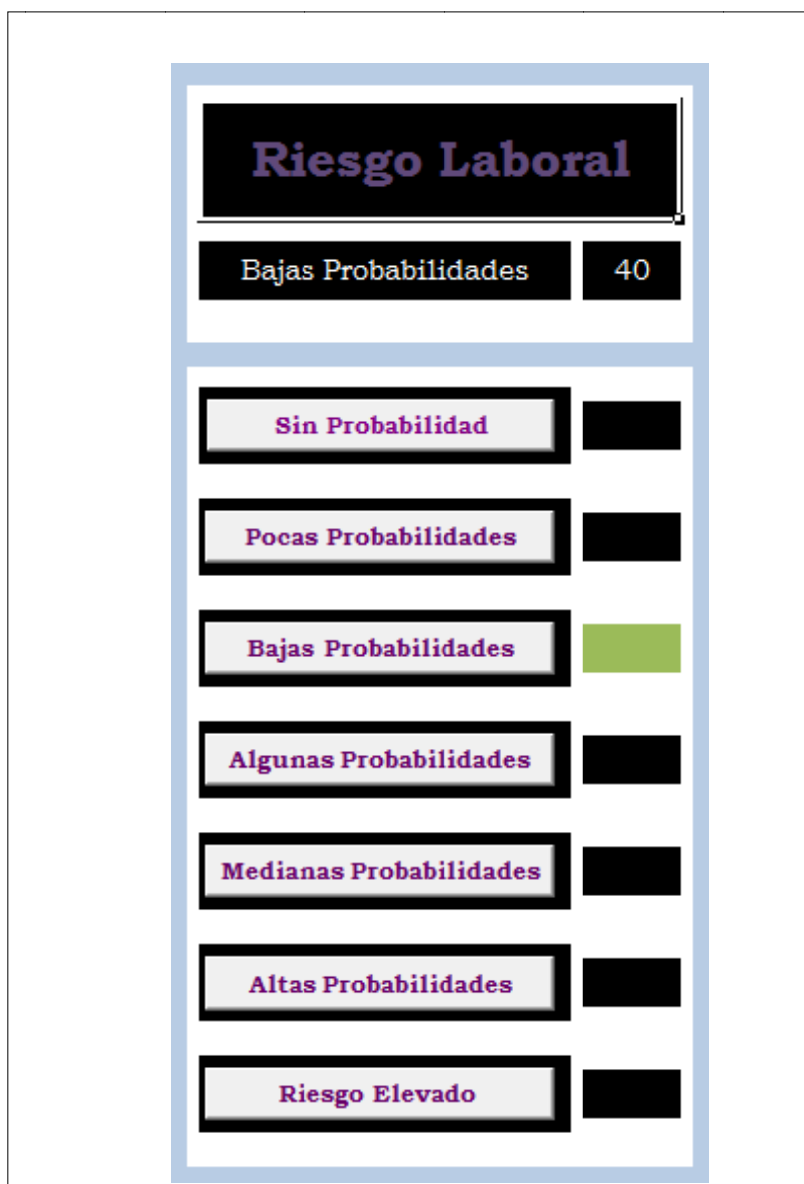 Riesgo Laboral
Bajas Probabilidades 40
Sin Probabilidad
Pocas Probabilidades
Bajas Probabilidades
Algunas Probabilidades
Medianas Probabilidades
Altas Probabilidades
Riesgo Elevado